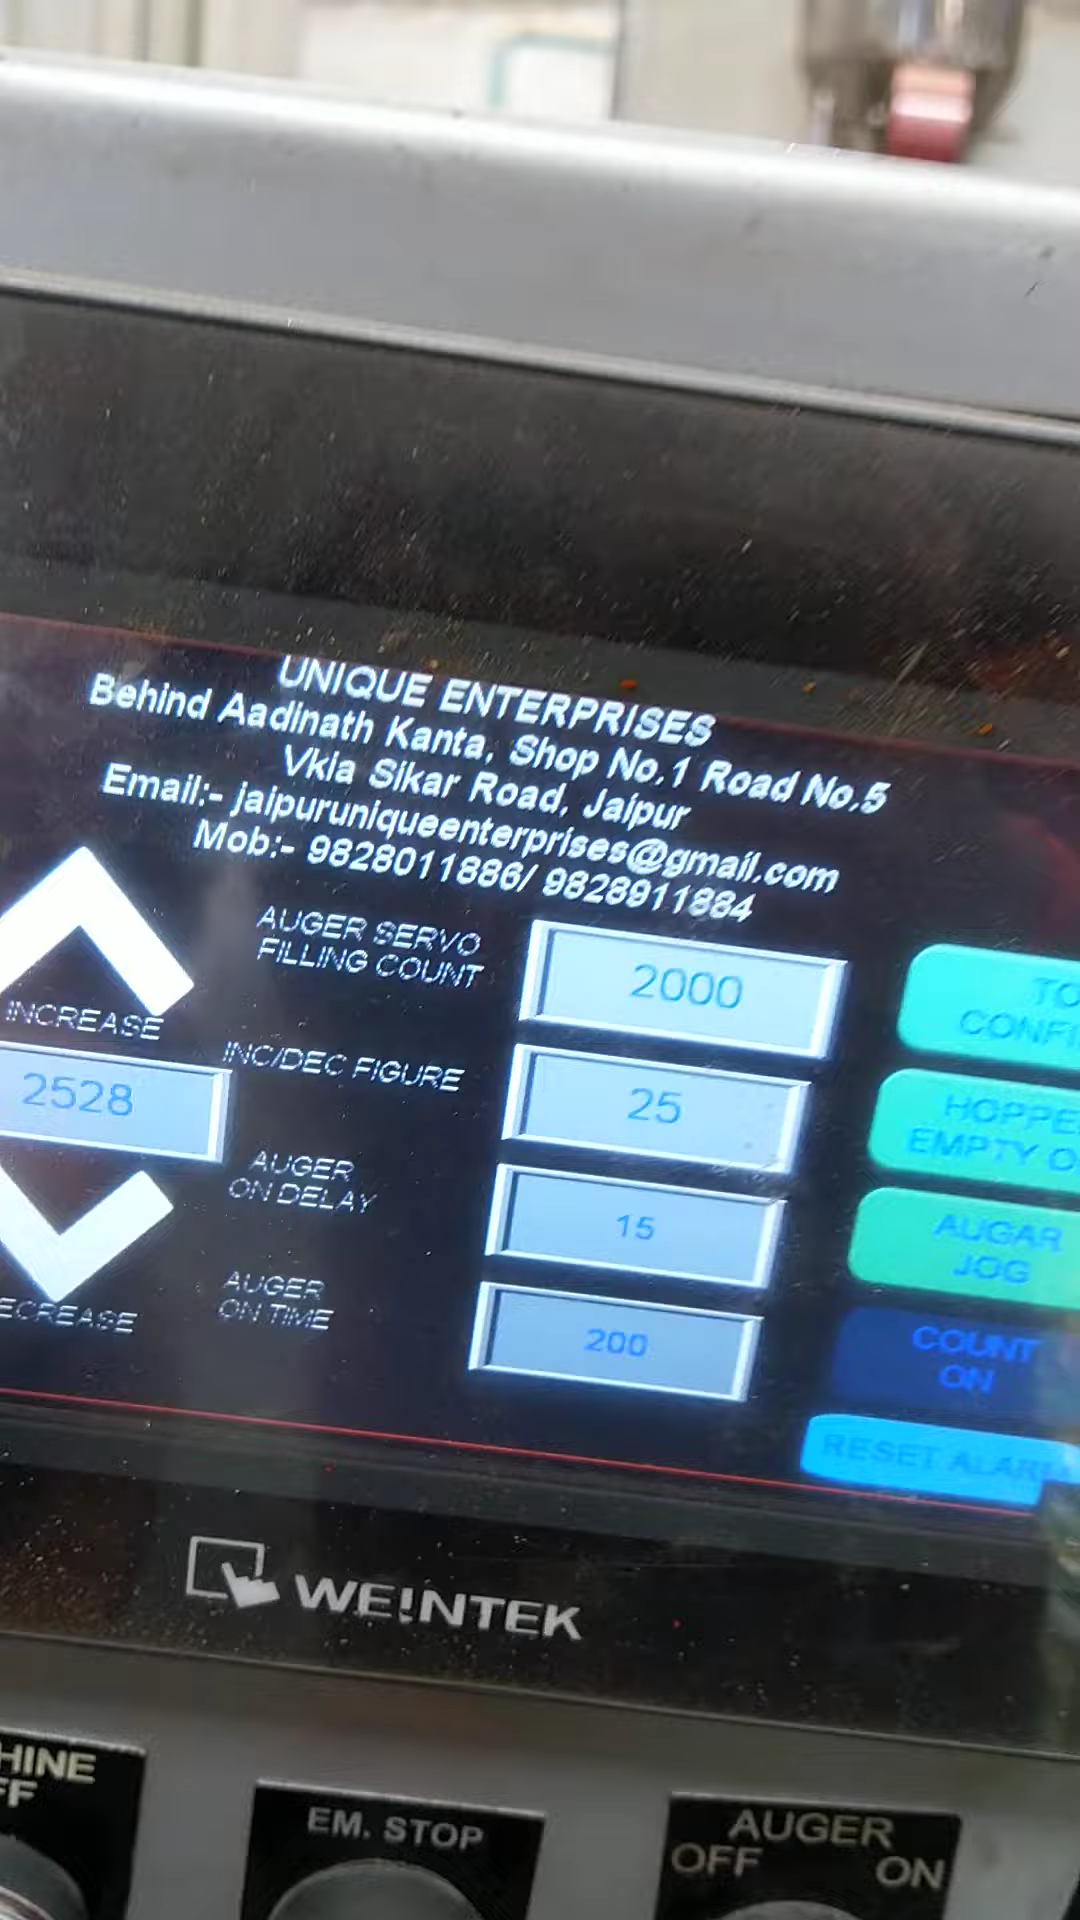 UNIQUE ENTERPRISES
Behind Aadinath Kanta, Shop No.1 Road No.5
Vkia Sikar Road, Jaipur
Email:- jaipuruniqueenterprises@gmail.com
Mob:- 9828011886/ 9828911884
INCREASE
2528
ECREASE
AUGER SERVO
FILLING COUNT
2000
INC/DEC FIGURE
25
AUGER
ON DELAY
15
AUGER
ON TIME
200
TO
CONFI
HOPPE
EMPTY O
AUGAR
JOG
COUNT
ON
RESET ALAR
WE!NTEK
HINE
FF
EM. STOP
AUGER
OFF ON